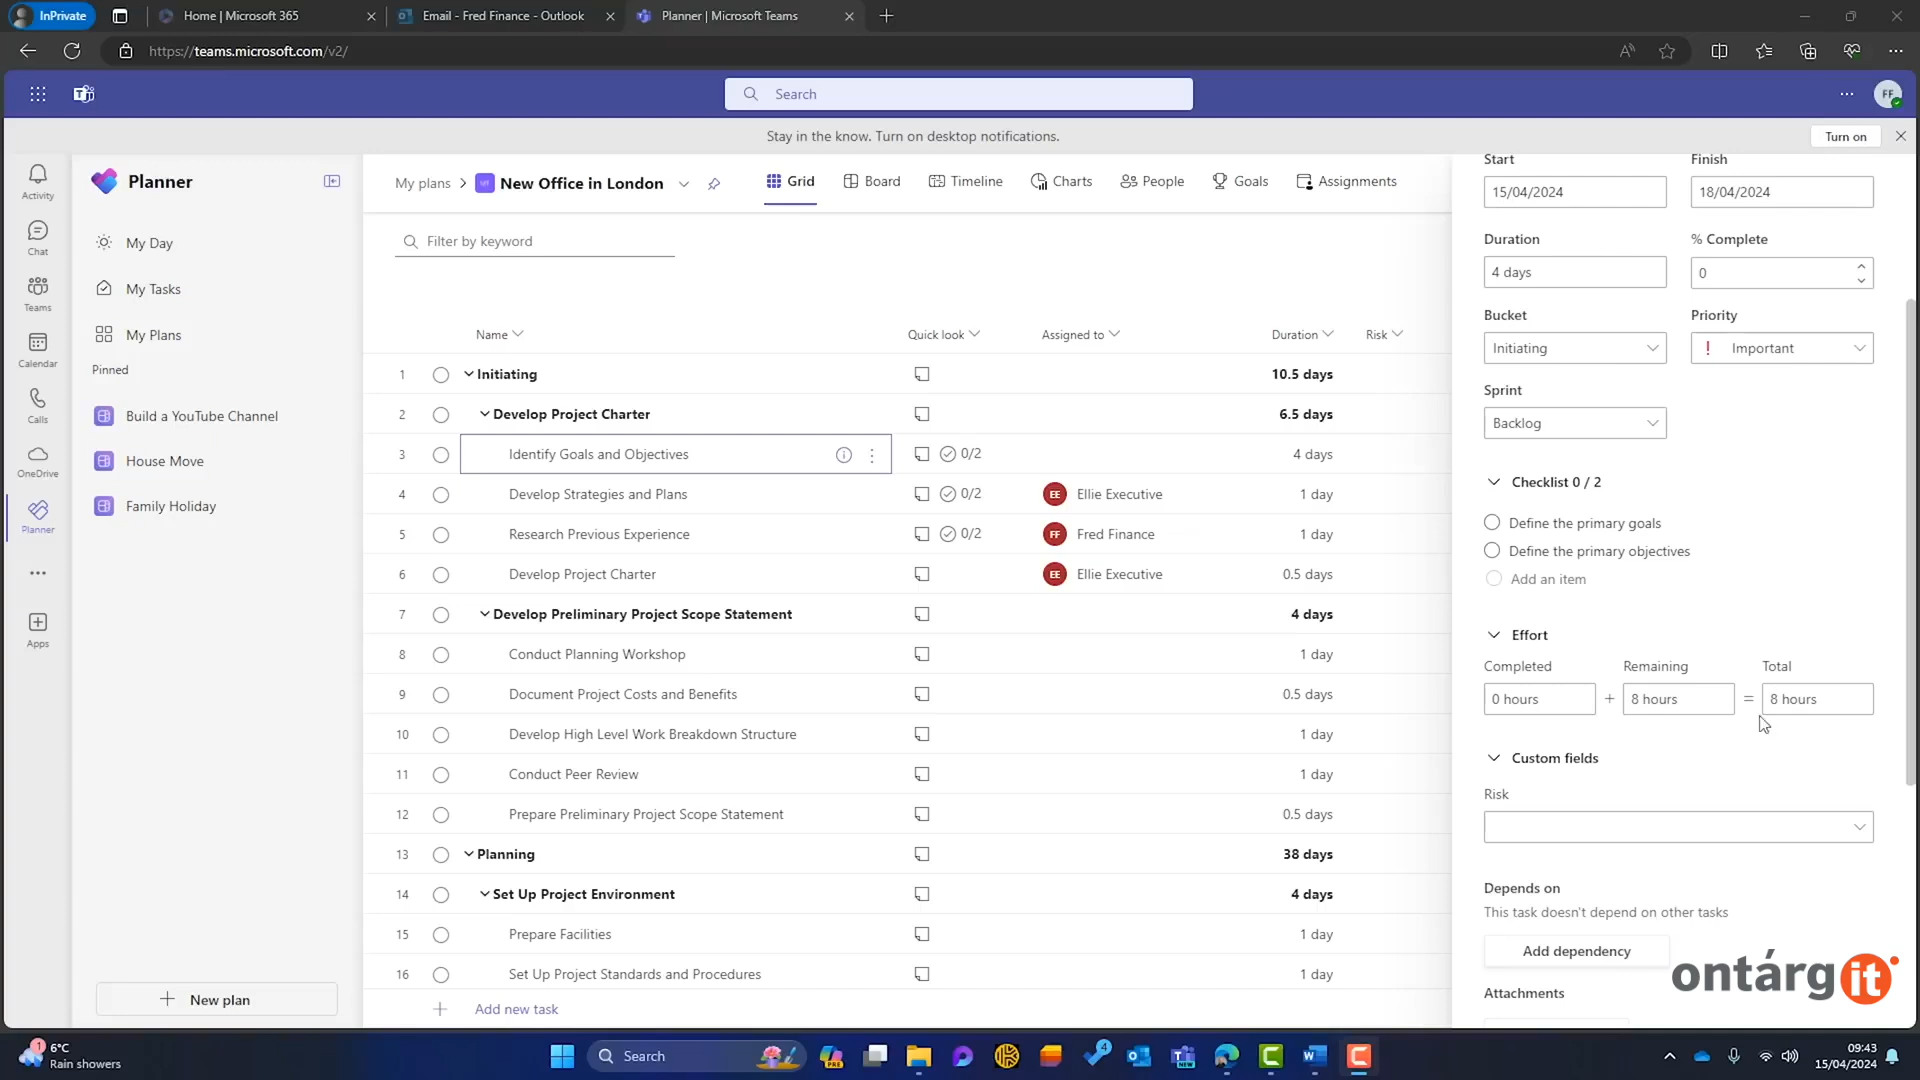 InPrivate
Home | Microsoft 365
Email - Fred Finance - Outlook
Planner | Microsoft Teams
https://teams.microsoft.com/v2/
Search
FF
Stay in the know. Turn on desktop notifications.
Turn on
Activity
Chat
Teams
Calendar
Calls
OneDrive
Planner
Apps
Planner
My Day
My Tasks
My Plans
Pinned
Build a YouTube Channel
House Move
Family Holiday
New plan
My plans > New Office in London
Grid
Board
Timeline
Charts
People
Goals
Assignments
Filter by keyword
Name Quick look Assigned to Duration Risk
1 Initiating 10.5 days
2 Develop Project Charter 6.5 days
3 Identify Goals and Objectives 0/2 4 days
4 Develop Strategies and Plans 0/2 EE Ellie Executive 1 day
5 Research Previous Experience 0/2 FF Fred Finance 1 day
6 Develop Project Charter EE Ellie Executive 0.5 days
7 Develop Preliminary Project Scope Statement 4 days
8 Conduct Planning Workshop 1 day
9 Document Project Costs and Benefits 0.5 days
10 Develop High Level Work Breakdown Structure 1 day
11 Conduct Peer Review 1 day
12 Prepare Preliminary Project Scope Statement 0.5 days
13 Planning 38 days
14 Set Up Project Environment 4 days
15 Prepare Facilities 1 day
16 Set Up Project Standards and Procedures 1 day
Add new task
Start Finish
15/04/2024 18/04/2024
Duration % Complete
4 days 0
Bucket Priority
Initiating ! Important
Sprint
Backlog
Checklist 0 / 2
Define the primary goals
Define the primary objectives
Add an item
Effort
Completed Remaining Total
0 hours + 8 hours = 8 hours
Custom fields
Risk
Depends on
This task doesn't depend on other tasks
Add dependency
ontárgit
Attachments
1
6°C
Rain showers
Search
PRE
4
NEW
09:43
15/04/2024